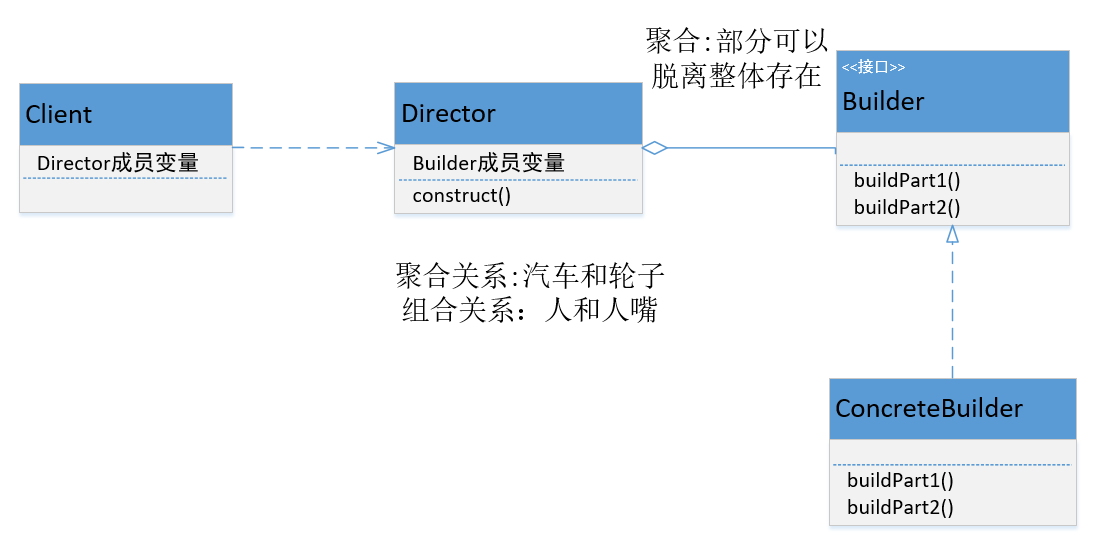 Client
Director成员变量
Director
Builder成员变量
construct()
聚合:部分可以
脱离整体存在
<<接口>>
Builder
buildPart1()
buildPart2()
聚合关系:汽车和轮子
组合关系：人和人嘴
ConcreteBuilder
buildPart1()
buildPart2()